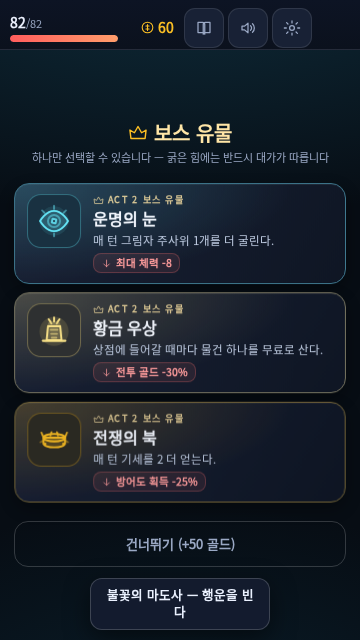 82/82
60
보스 유물
하나만 선택할 수 있습니다 — 굵은 힘에는 반드시 대가가 따릅니다
ACT 2 보스 유물
운명의 눈
매 턴 그림자 주사위 1개를 더 굴린다.
↓ 최대 체력 -8
ACT 2 보스 유물
황금 우상
상점에 들어갈 때마다 물건 하나를 무료로 산다.
↓ 전투 골드 -30%
ACT 2 보스 유물
전쟁의 북
매 턴 기세를 2 더 얻는다.
↓ 방어도 획득 -25%
건너뛰기 (+50 골드)
불꽃의 마도사 — 행운을 빈
다